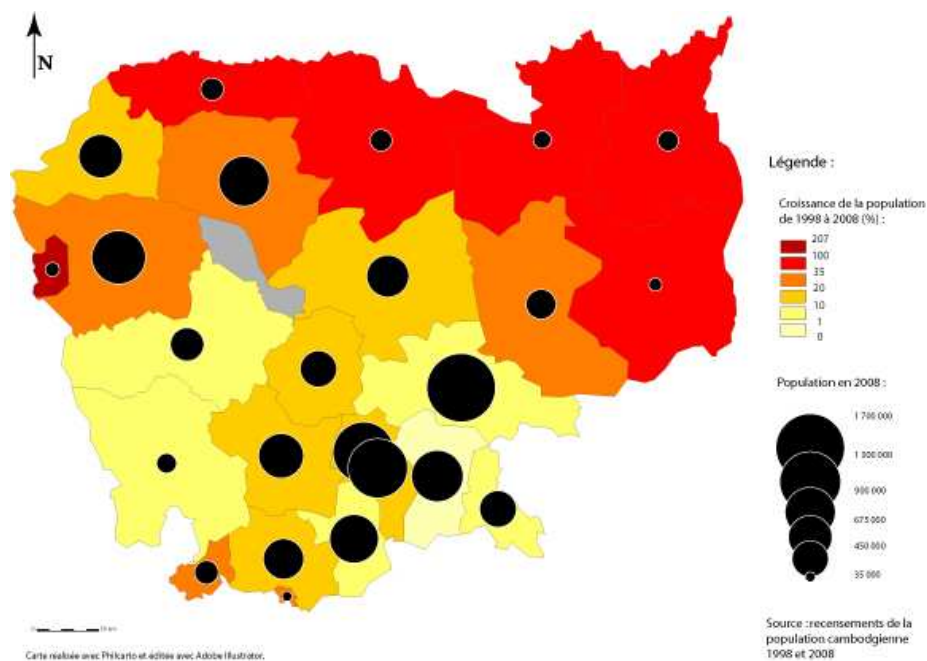 N
Légende :
Croissance de la population
de 1998 à 2008 (%) :
207
100
35
20
10
1
0
Population en 2008 :
1 700 000
1 300 000
900 000
675 000
450 000
35 000
Source : recensements de la
population cambodgienne
1998 et 2008
Carte réalisée avec Philcarto et éditée avec Adobe Illustrator.